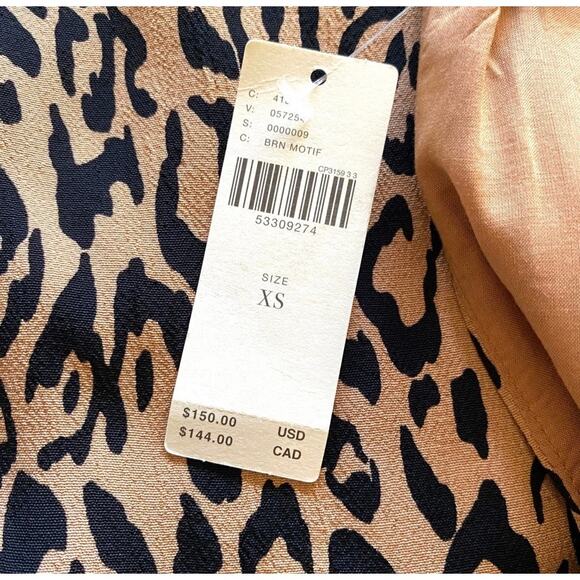 C:
V:
S: 0000009
C: BRN MOTIF
CP3159 3 3
53309274
SIZE
XS
$150.00 USD
$144.00 CAD